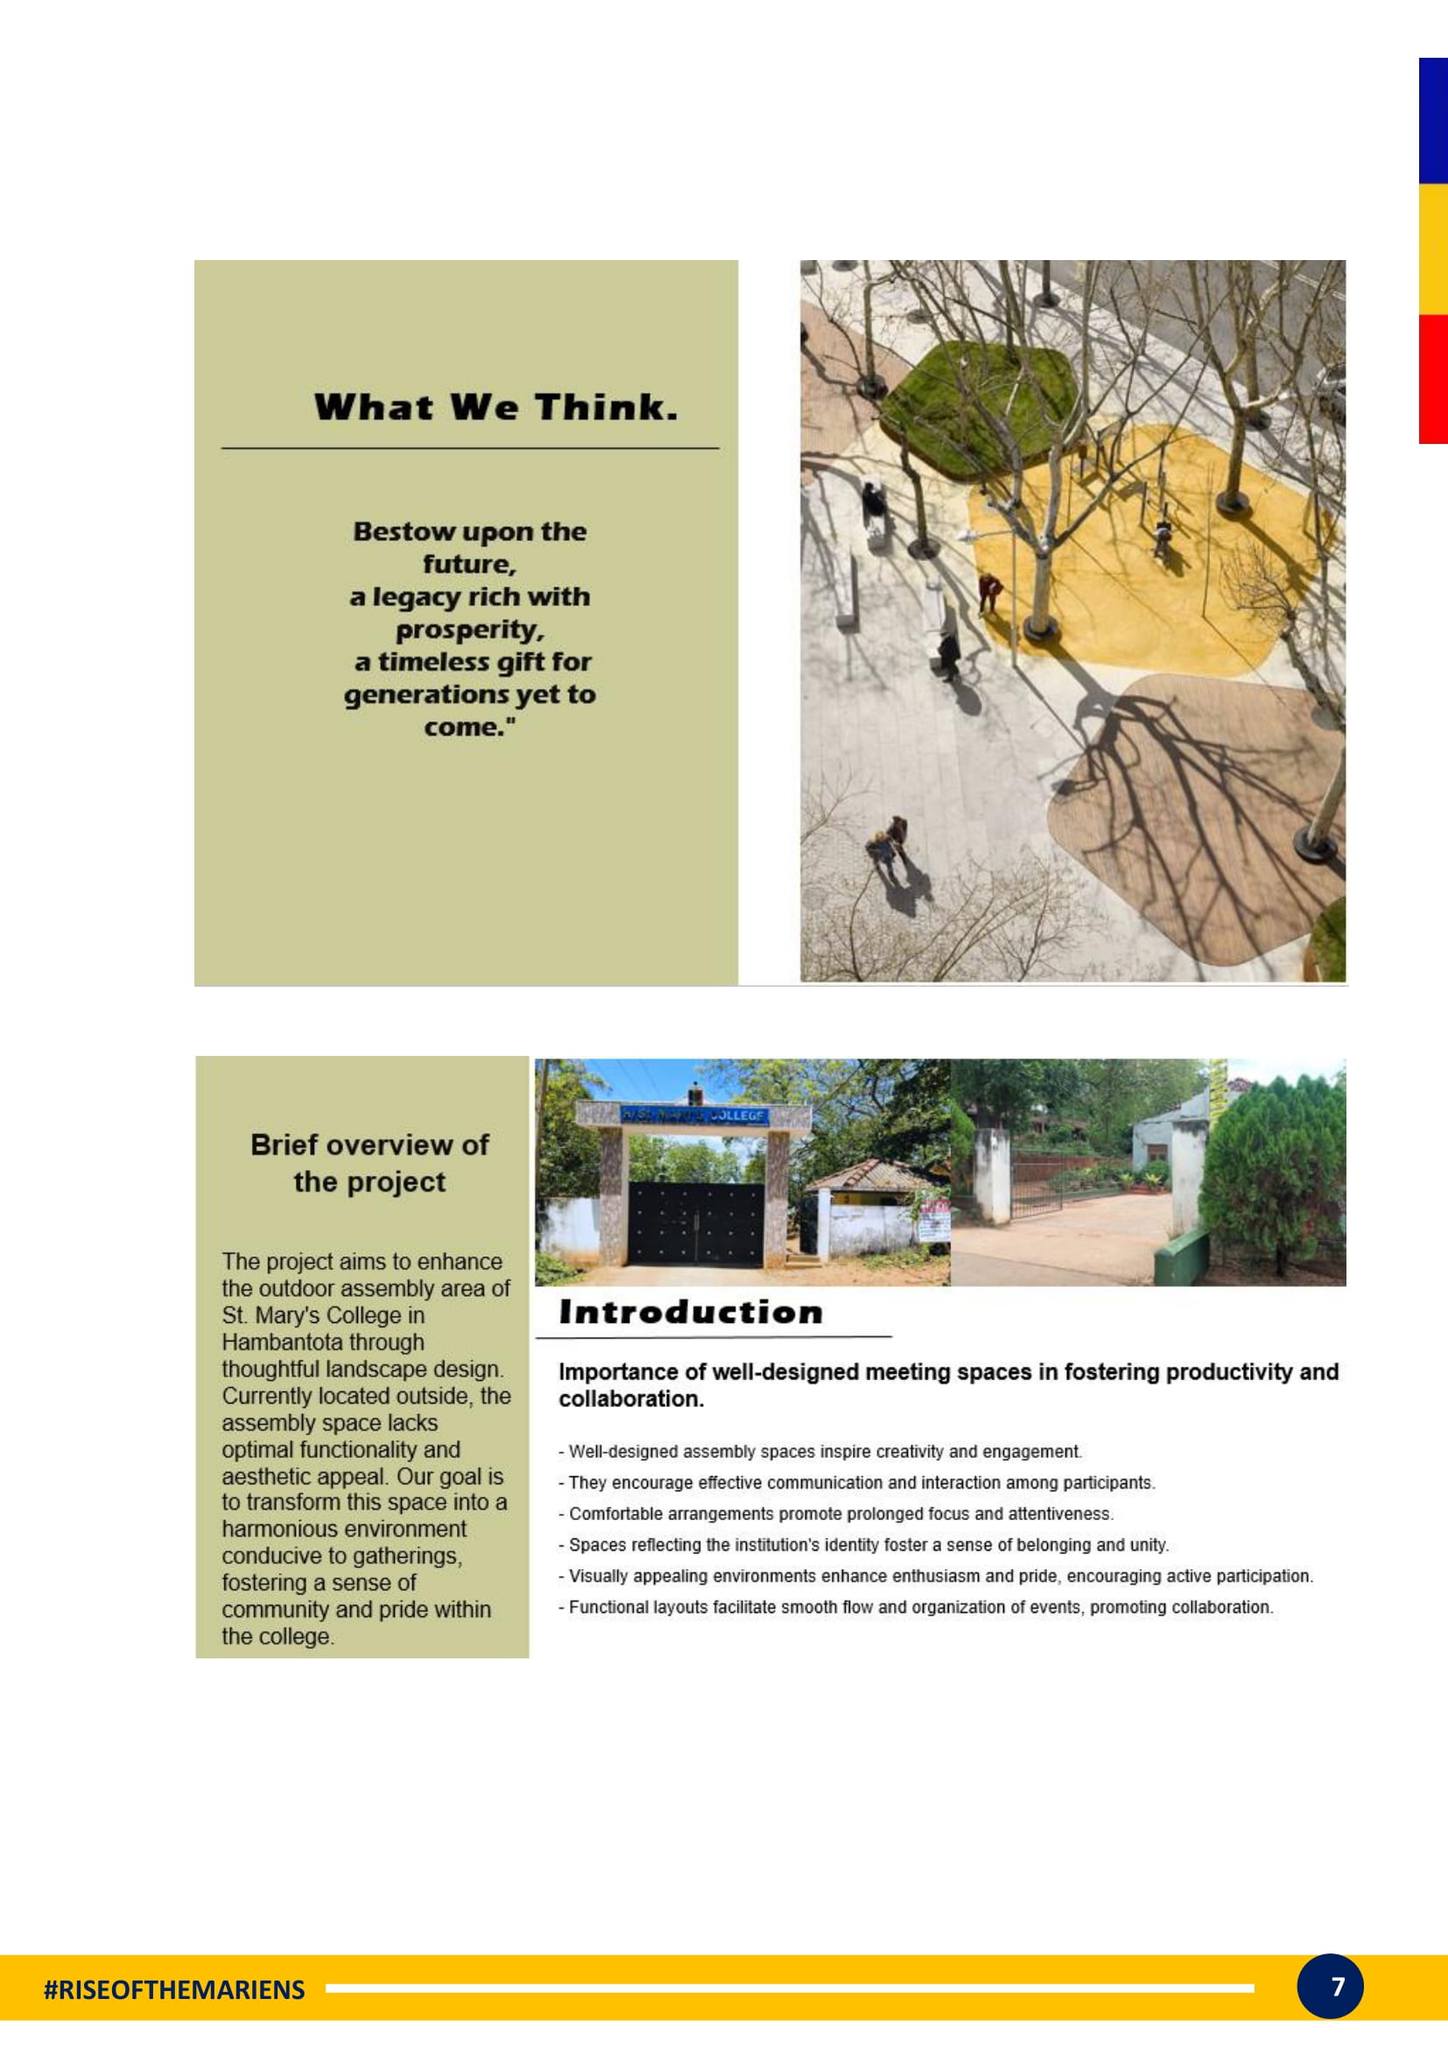 What We Think.
Bestow upon the
future,
a legacy rich with
prosperity,
a timeless gift for
generations yet to
come."
Brief overview of
the project
The project aims to enhance
the outdoor assembly area of
St. Mary's College in
Hambantota through
thoughtful landscape design.
Currently located outside, the
assembly space lacks
optimal functionality and
aesthetic appeal. Our goal is
to transform this space into a
harmonious environment
conducive to gatherings,
fostering a sense of
community and pride within
the college.
H/ST. MARY'S COLLEGE
Introduction
Importance of well-designed meeting spaces in fostering productivity and
collaboration.
- Well-designed assembly spaces inspire creativity and engagement.
- They encourage effective communication and interaction among participants.
- Comfortable arrangements promote prolonged focus and attentiveness.
- Spaces reflecting the institution's identity foster a sense of belonging and unity.
- Visually appealing environments enhance enthusiasm and pride, encouraging active participation.
- Functional layouts facilitate smooth flow and organization of events, promoting collaboration.
#RISEOFTHEMARIENS
7